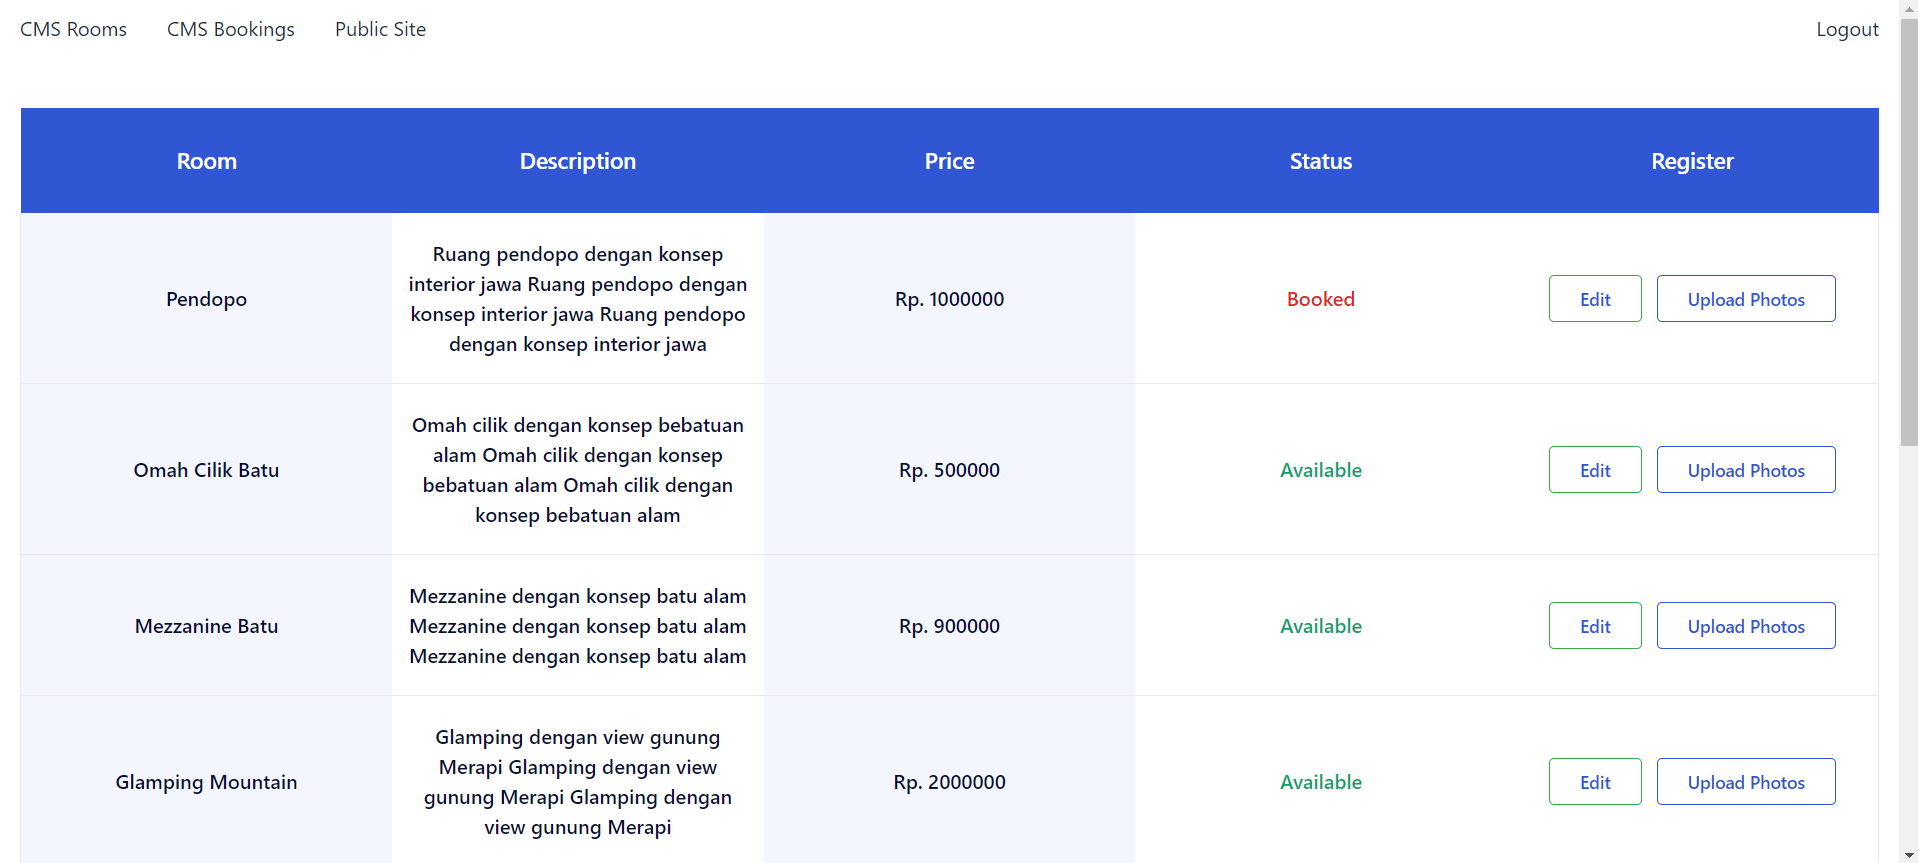 CMS Rooms CMS Bookings Public Site Logout
Room Description Price Status Register
Ruang pendopo dengan konsep
interior jawa Ruang pendopo dengan
Pendopo Rp. 1000000 Booked Edit Upload Photos
konsep interior jawa Ruang pendopo
dengan konsep interior jawa
Omah cilik dengan konsep bebatuan
alam Omah cilik dengan konsep
Omah Cilik Batu Rp. 500000 Available Edit Upload Photos
bebatuan alam Omah cilik dengan
konsep bebatuan alam
Mezzanine dengan konsep batu alam
Mezzanine Batu Mezzanine dengan konsep batu alam Rp. 900000 Available Edit Upload Photos
Mezzanine dengan konsep batu alam
Glamping dengan view gunung
Merapi Glamping dengan view
Glamping Mountain Rp. 2000000 Available Edit Upload Photos
gunung Merapi Glamping dengan
view gunung Merapi